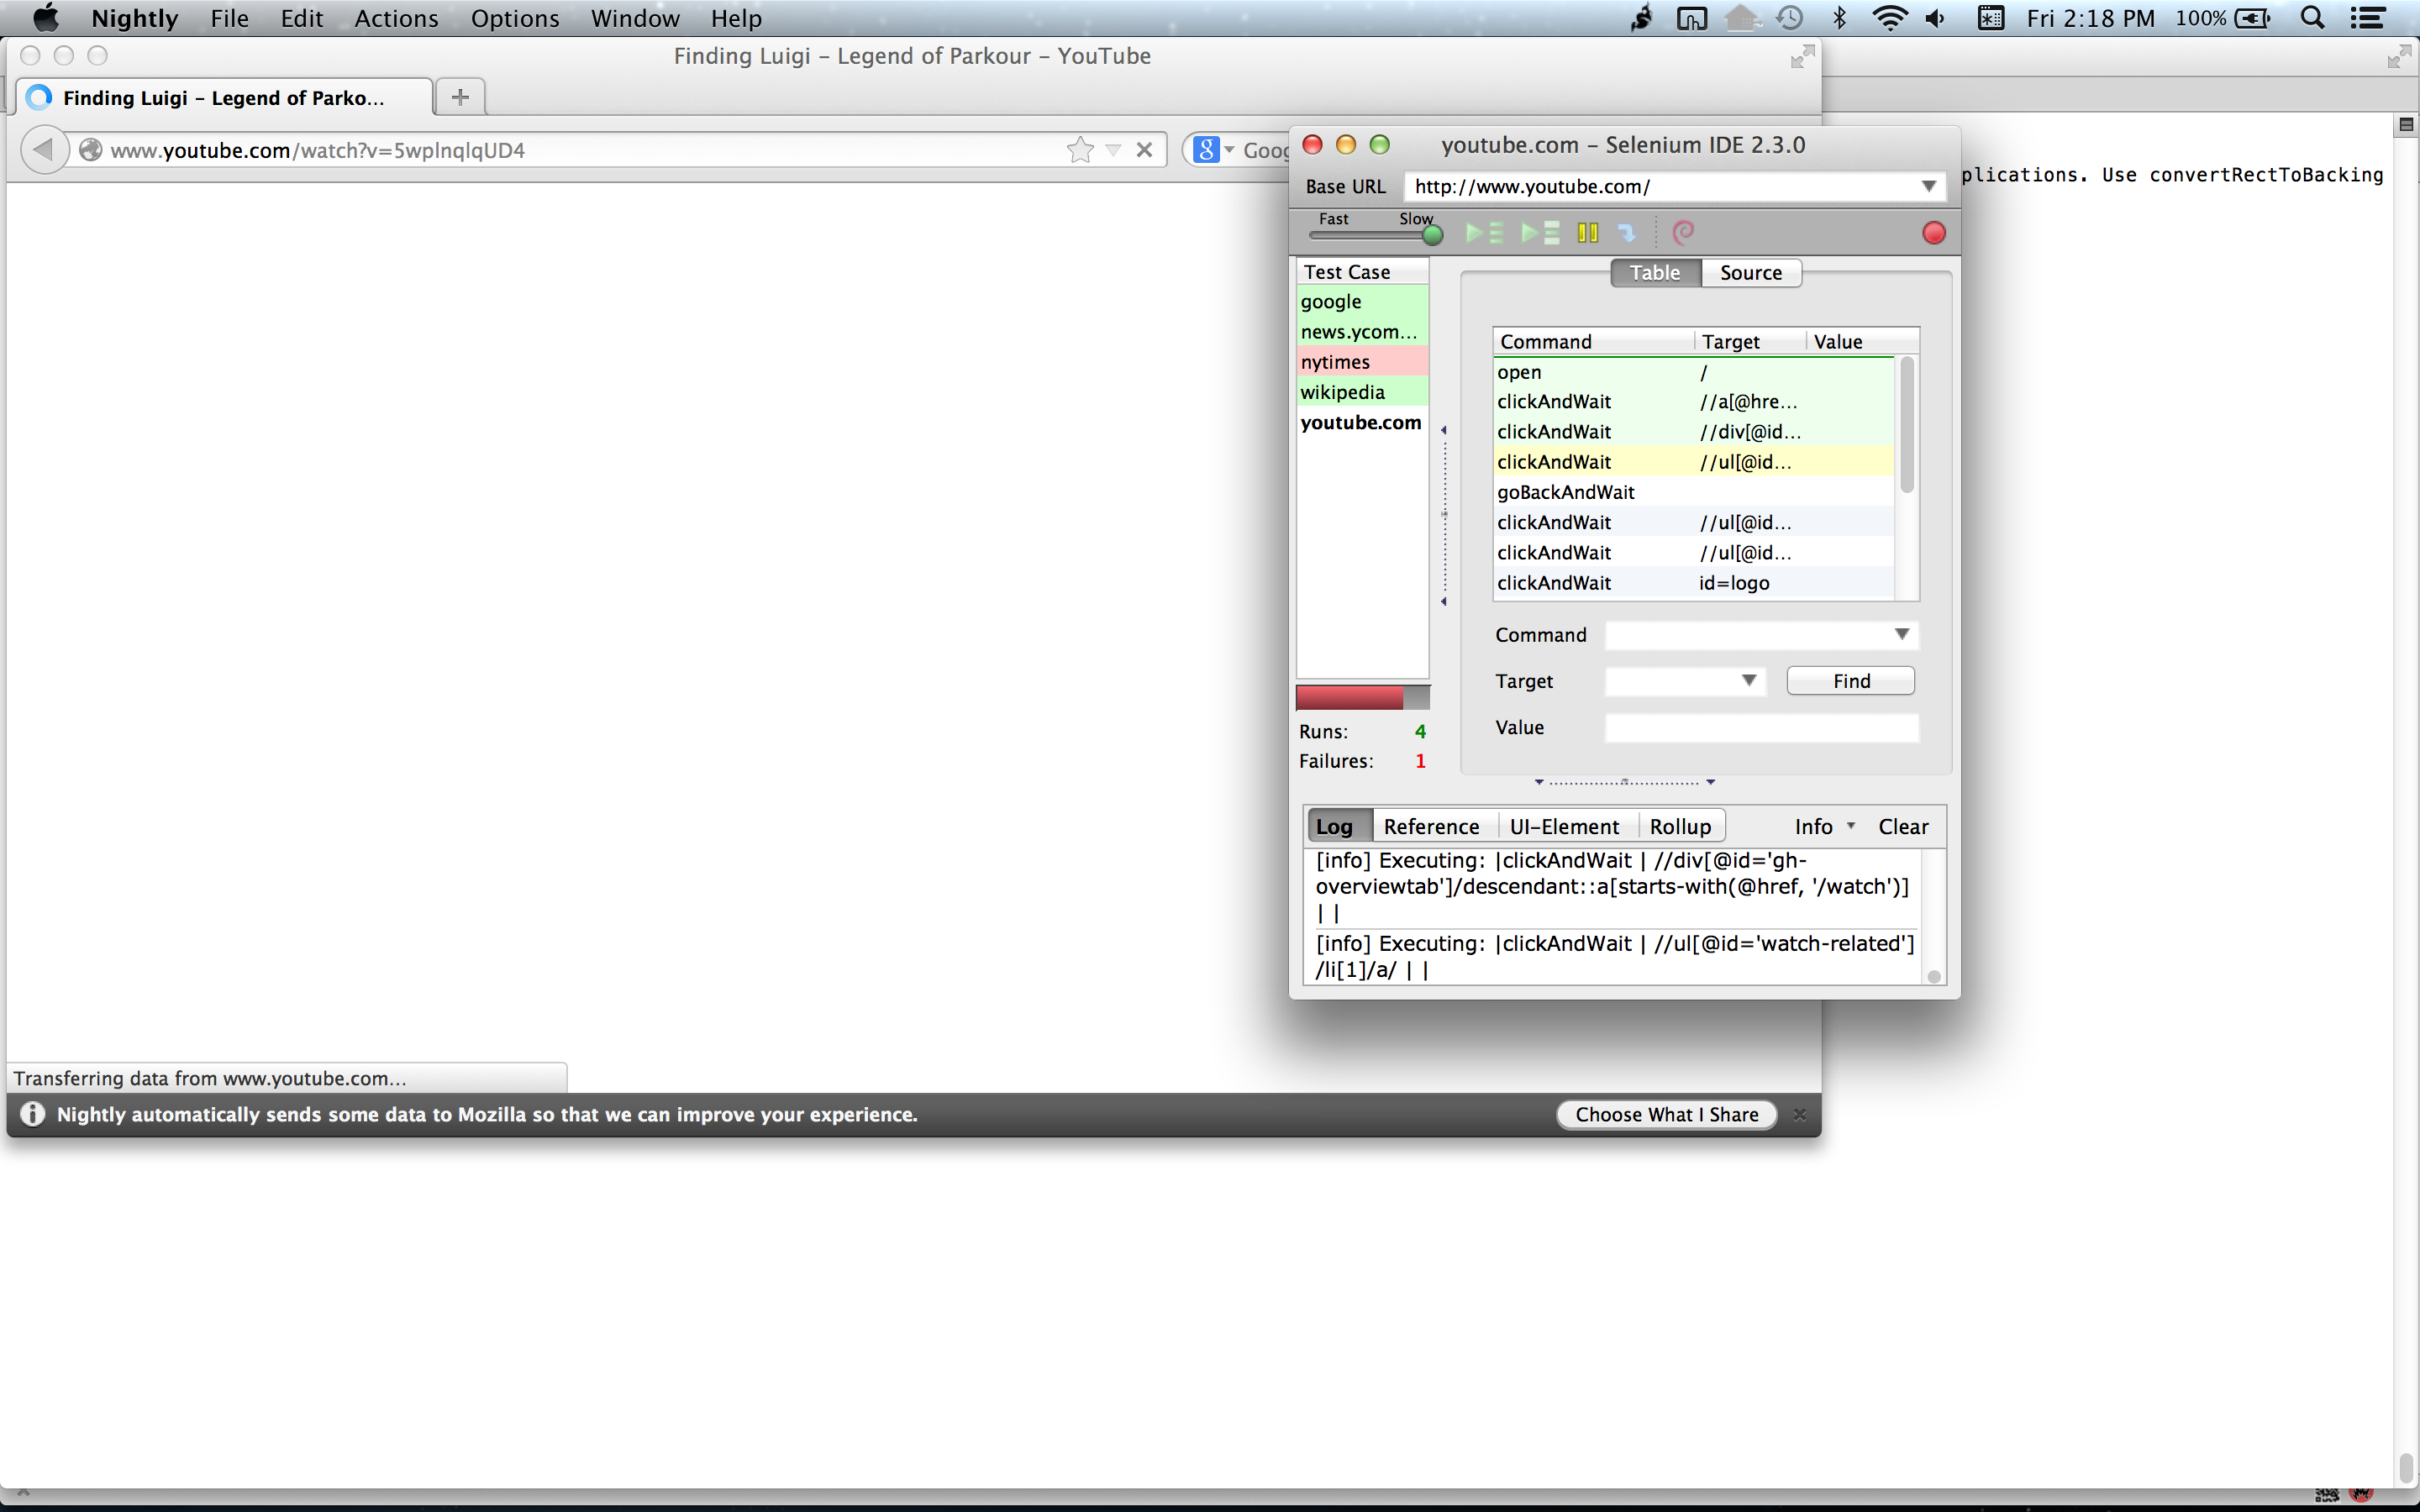 Nightly File Edit Actions Options Window Help
Fri 2:18 PM 100%
Finding Luigi – Legend of Parkour – YouTube
Finding Luigi – Legend of Parko...
www.youtube.com/watch?v=5wplnqlqUD4
Goog
plications. Use convertRectToBacking
youtube.com – Selenium IDE 2.3.0
Base URL http://www.youtube.com/
Fast Slow
Test Case
google
news.ycom...
nytimes
wikipedia
youtube.com
Runs: 4
Failures: 1
Table Source
Command Target Value
open /
clickAndWait //a[@hre...
clickAndWait //div[@id...
clickAndWait //ul[@id...
goBackAndWait
clickAndWait //ul[@id...
clickAndWait //ul[@id...
clickAndWait id=logo
Command
Target Find
Value
Log Reference UI-Element Rollup Info Clear
[info] Executing: |clickAndWait | //div[@id='gh-
overviewtab']/descendant::a[starts-with(@href, '/watch')]
| |
[info] Executing: |clickAndWait | //ul[@id='watch-related']
/li[1]/a/ | |
Transferring data from www.youtube.com...
Nightly automatically sends some data to Mozilla so that we can improve your experience.
Choose What I Share